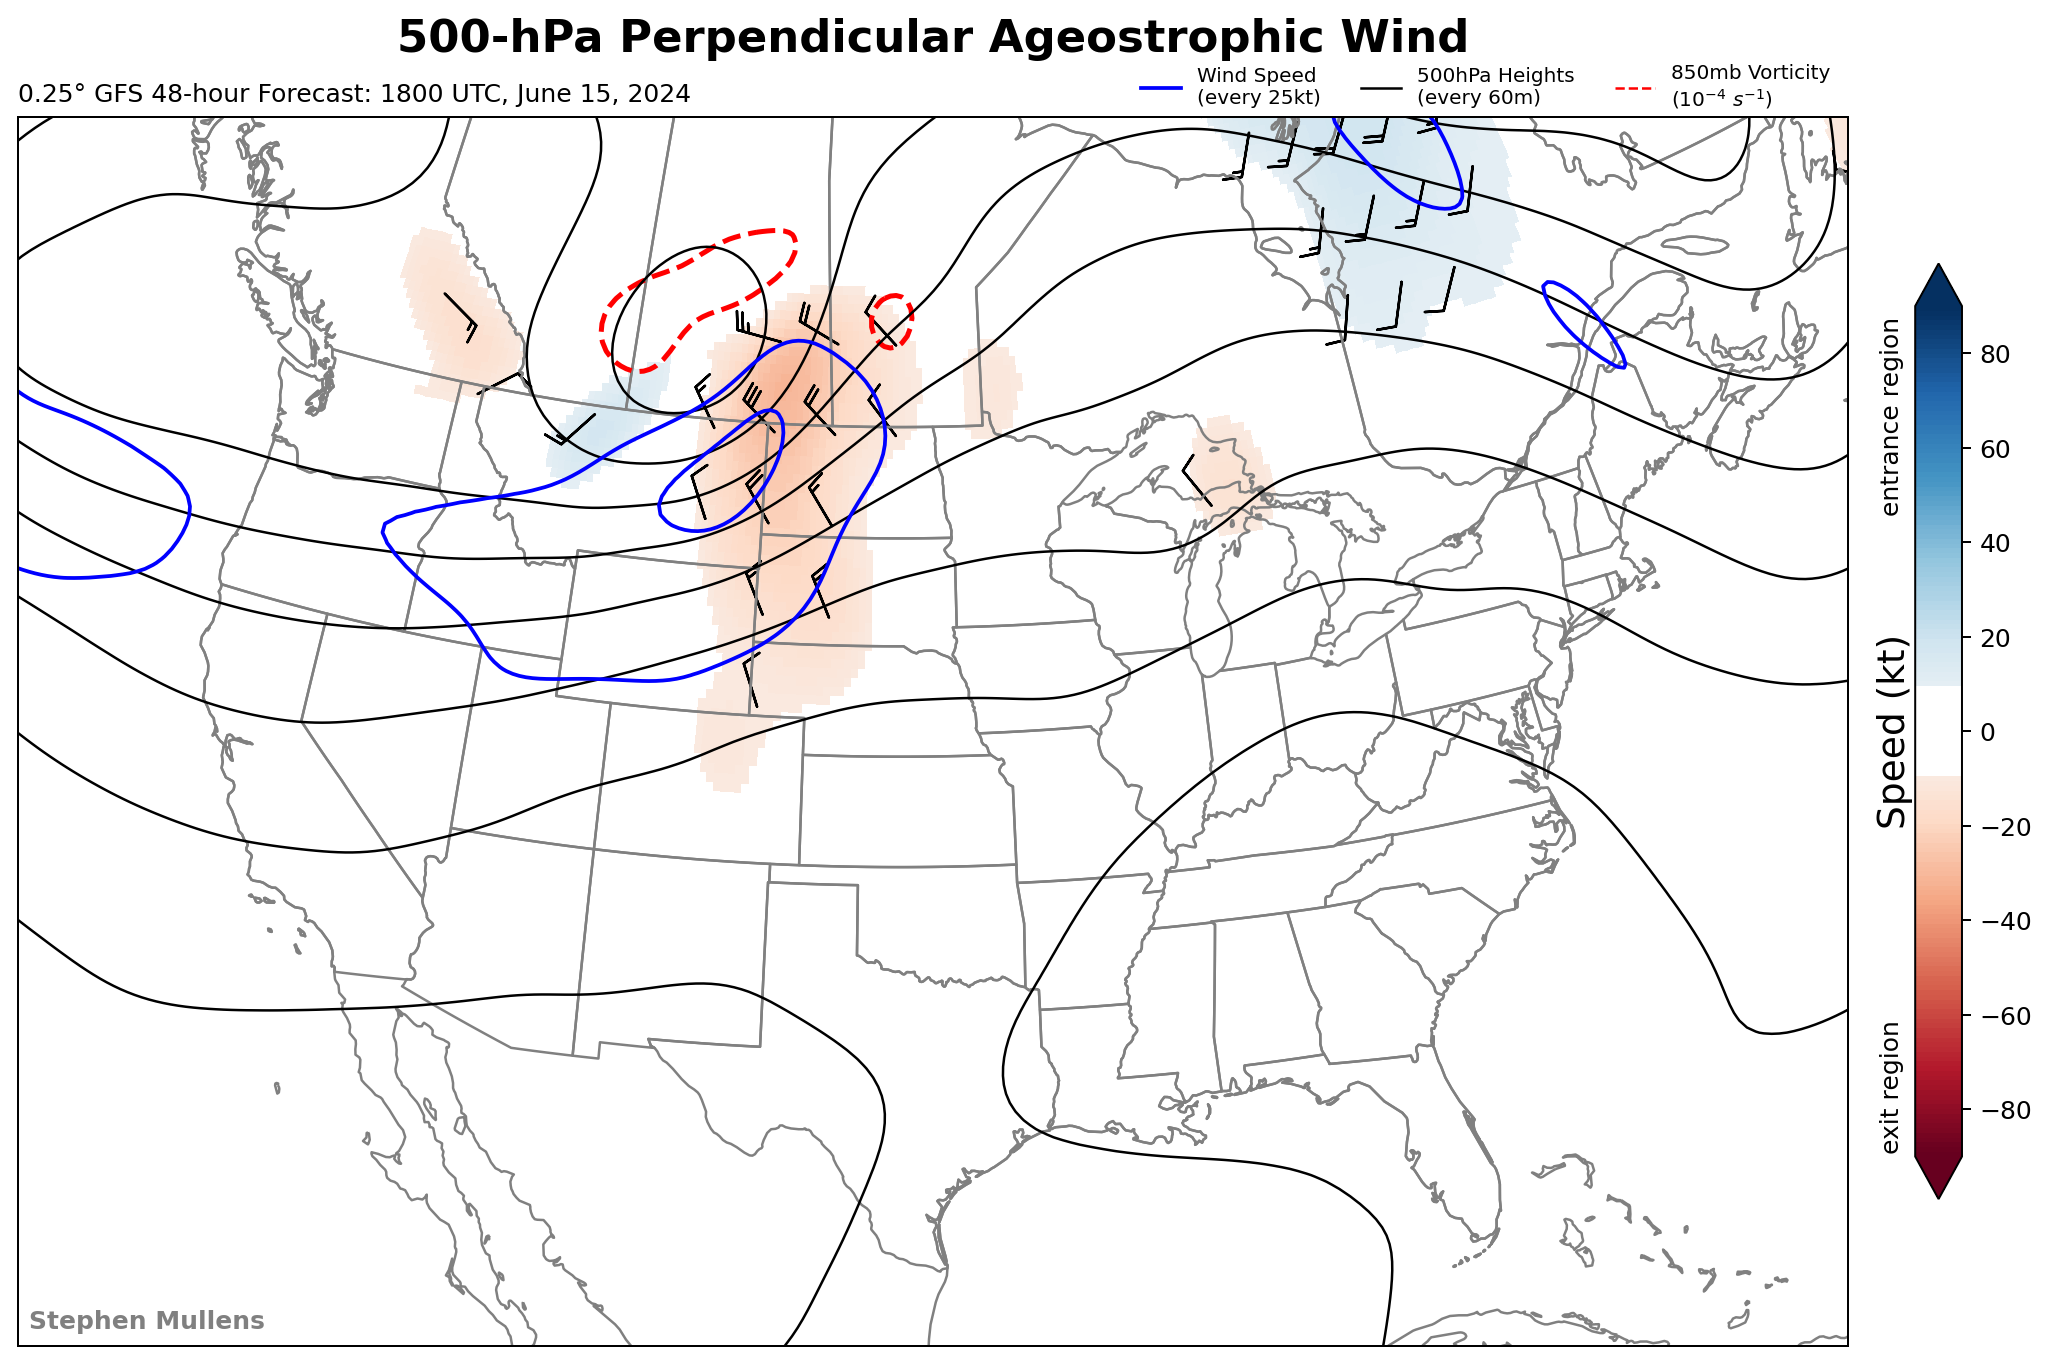 500-hPa Perpendicular Ageostrophic Wind
0.25° GFS 48-hour Forecast: 1800 UTC, June 15, 2024
Wind Speed
(every 25kt)
500hPa Heights
(every 60m)
850mb Vorticity
(10⁻⁴ s⁻¹)
entrance region
Speed (kt)
exit region
80
60
40
20
0
−20
−40
−60
−80
Stephen Mullens